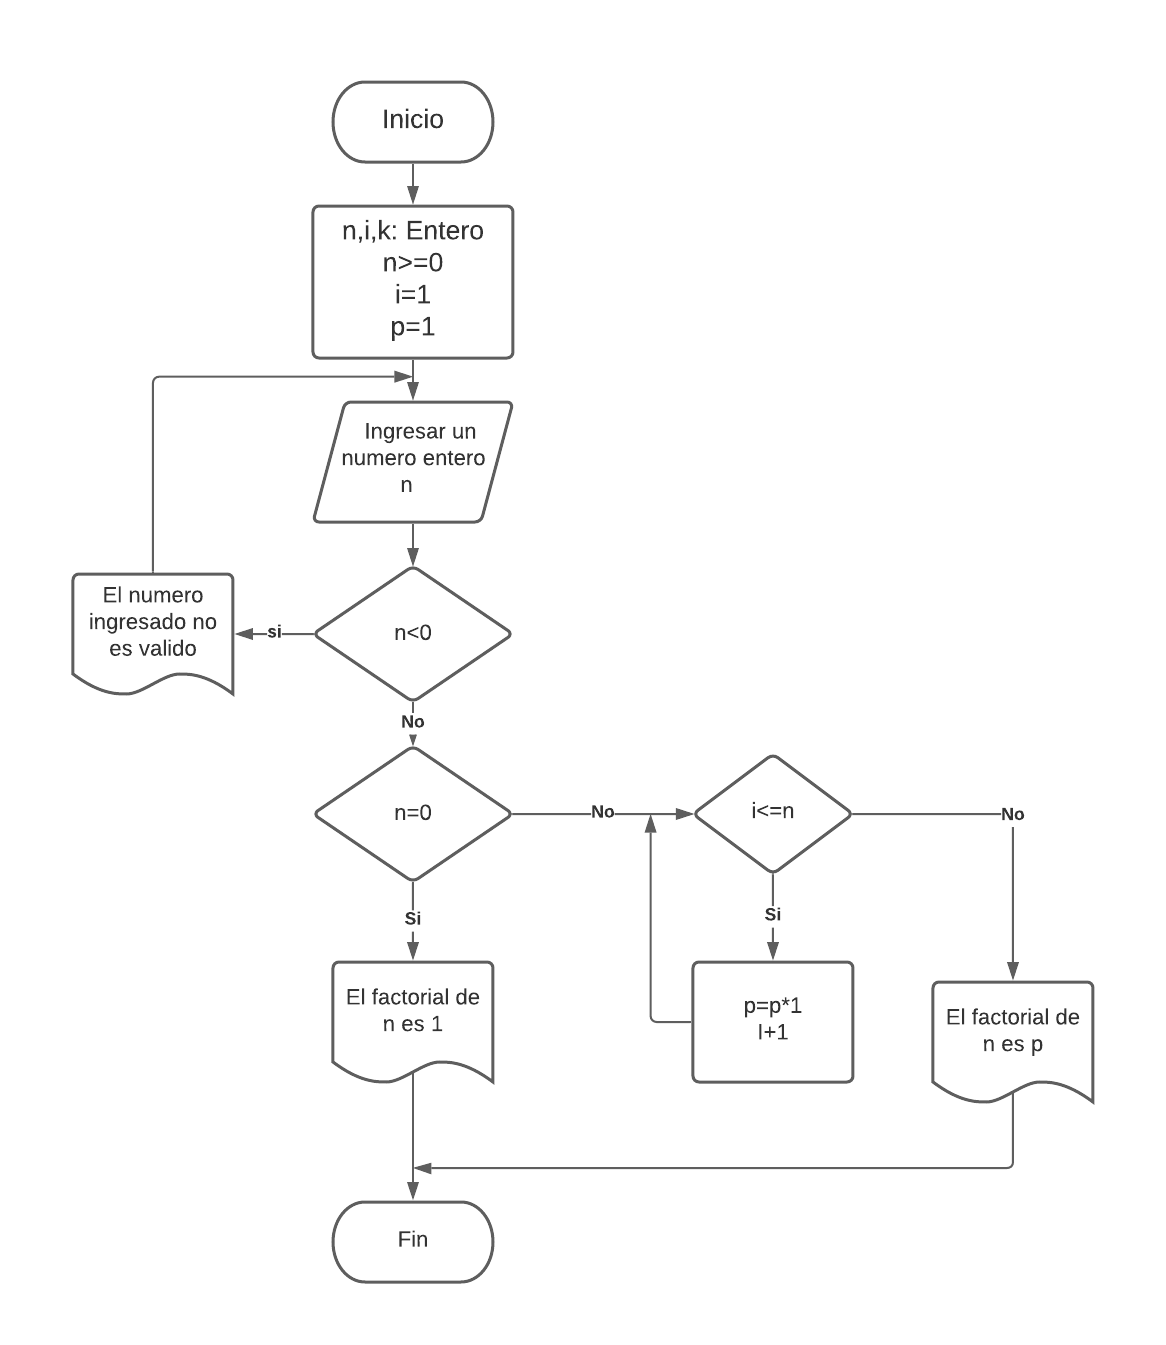 Inicio
n,i,k: Entero
n>=0
i=1
p=1
Ingresar un
numero entero
n
El numero
ingresado no
es valido
si
n<0
No
n=0
No
i<=n
No
Si
Si
El factorial de
n es 1
p=p*1
I+1
El factorial de
n es p
Fin